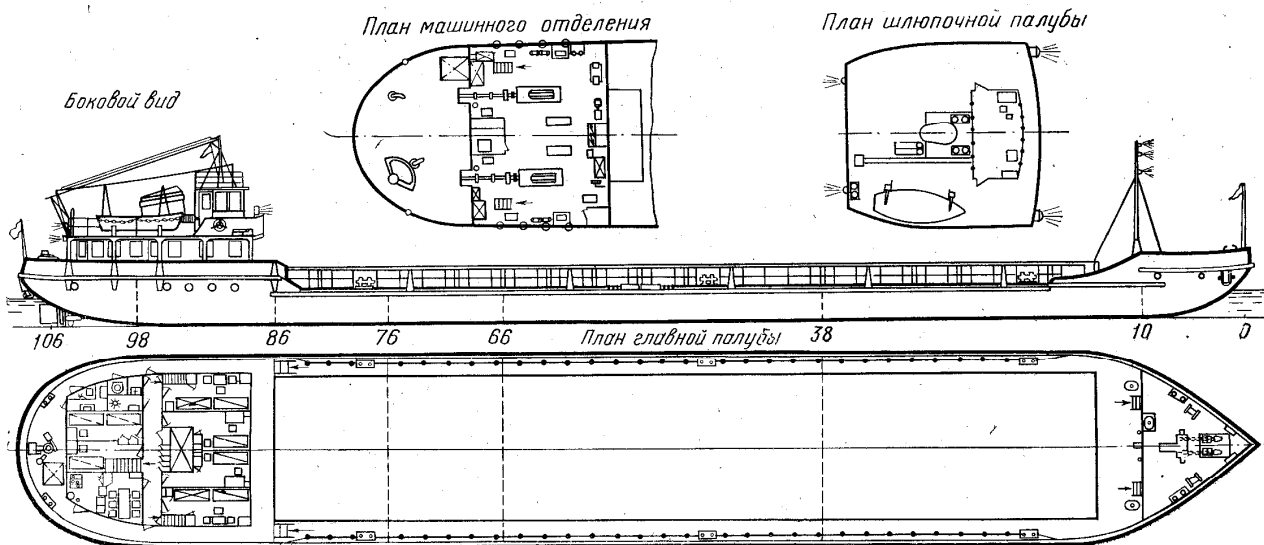 План машинного отделения
План шлюпочной палубы
Боковой вид
106 98 86 76 66 План главной палубы 38 10 0